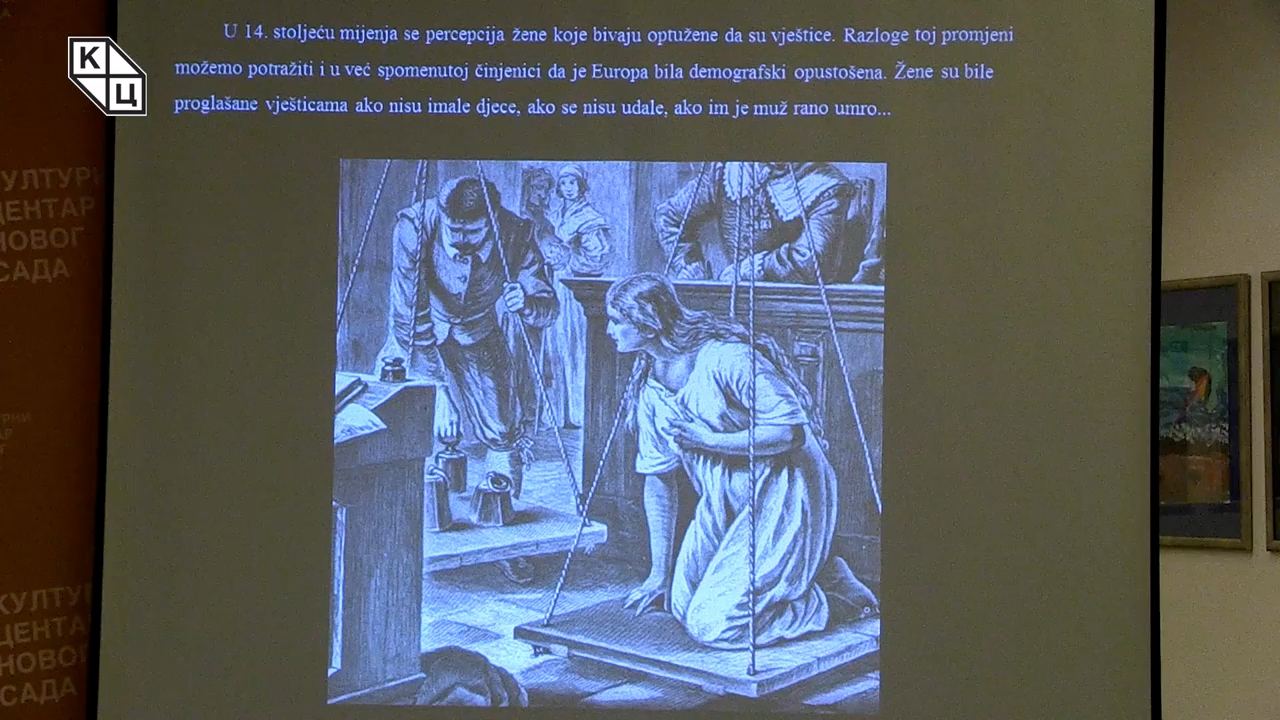 К
Ц
U 14. stoljeću mijenja se percepcija žene koje bivaju optužene da su vještice. Razloge toj promjeni
možemo potražiti i u već spomenutoj činjenici da je Europa bila demografski opustošena. Žene su bile
proglašane vješticama ako nisu imale djece, ako se nisu udale, ako im je muž rano umro...
УЛТУРН
ЦЕНТАР
НОВОГ
САДА
КУЛТУР
ЦЕНТА
НОВОГ
САДА